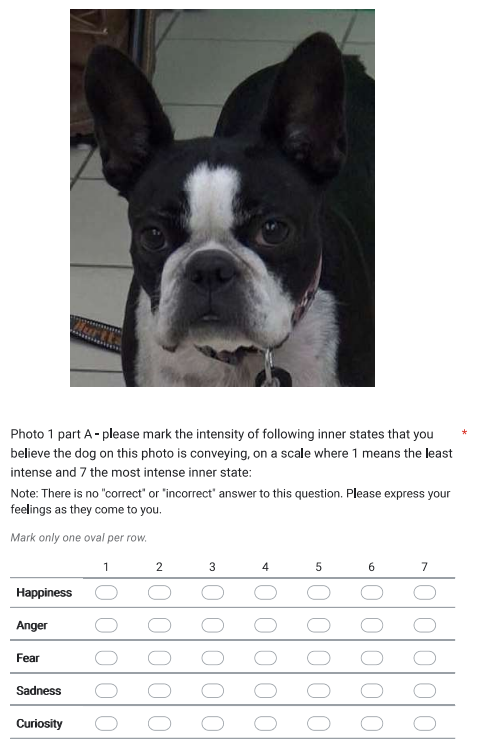 Photo 1 part A - please mark the intensity of following inner states that you *
believe the dog on this photo is conveying, on a scale where 1 means the least
intense and 7 the most intense inner state:
Note: There is no "correct" or "incorrect" answer to this question. Please express your
feelings as they come to you.
Mark only one oval per row.
1 2 3 4 5 6 7
Happiness
Anger
Fear
Sadness
Curiosity